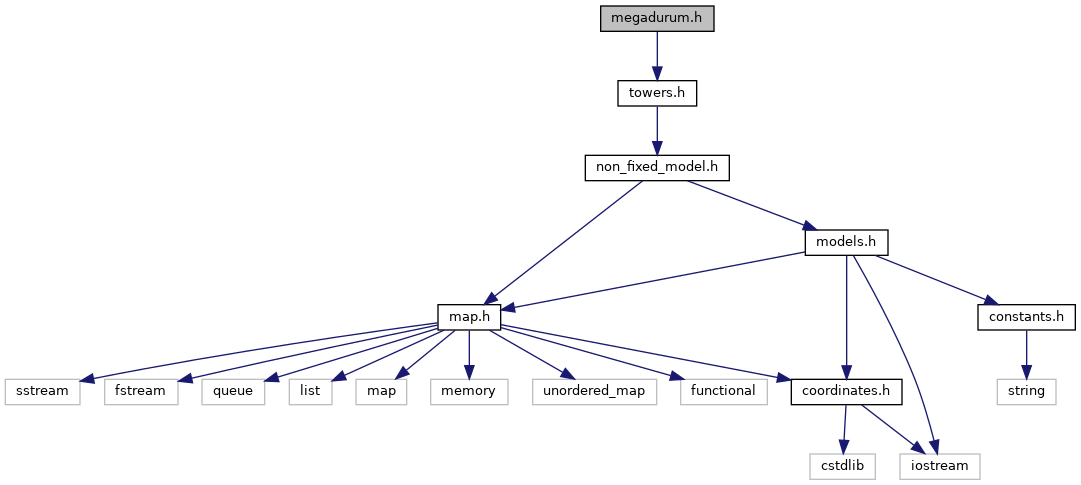 megadurum.h
towers.h
non_fixed_model.h
models.h
map.h
constants.h
sstream
fstream
queue
list
map
memory
unordered_map
functional
coordinates.h
string
cstdlib
iostream